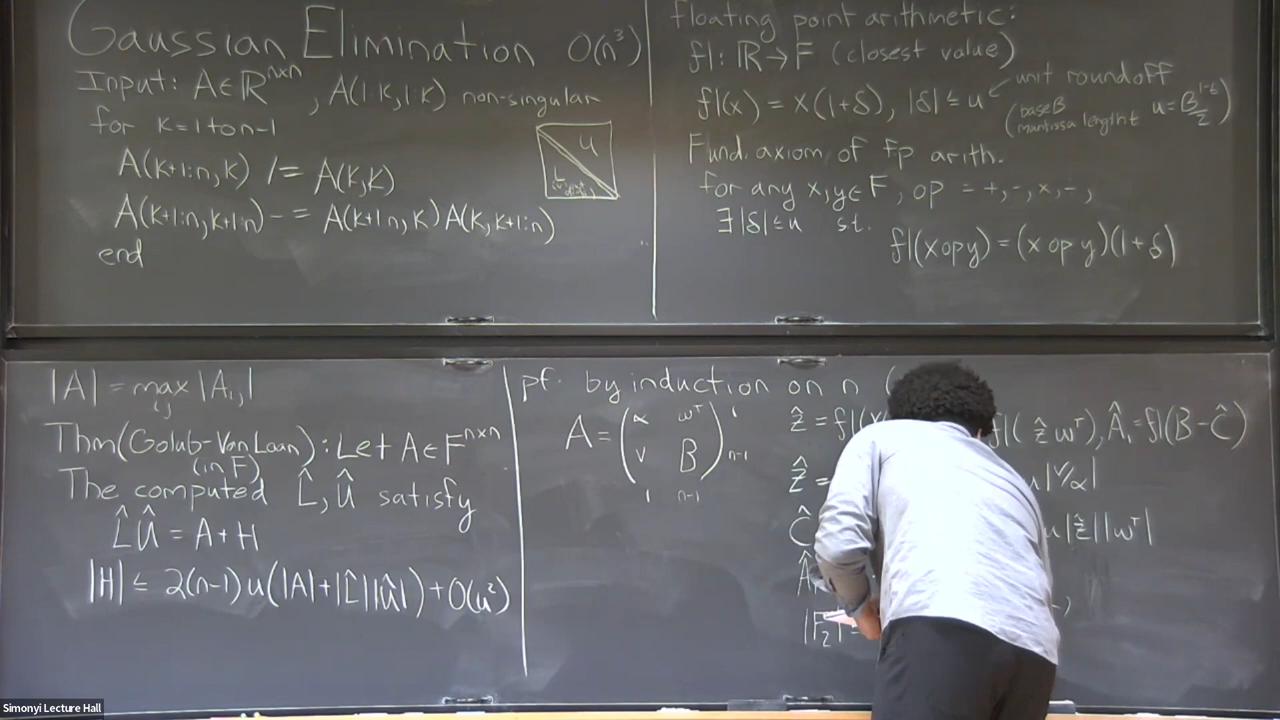 Gaussian Elimination O(n³)
Input: A∈ℝⁿˣⁿ, A(1:k,1:k) non-singular
for k=1 to n-1
A(k+1:n,k) /= A(k,k)
A(k+1:n,k+1:n) -= A(k+1:n,k)A(k,k+1:n)
end
U
L
floating point arithmetic:
fl: ℝ→F (closest value)
fl(x) = x(1+δ), |δ| ≤ u
unit roundoff
(base β
mantissa length t
Fund. axiom of fp arith.
for any x,y∈F, op = +,-,x,÷,
∃|δ|≤u st.
fl(x op y) = (x op y)(1+δ)
|A| = max |Aᵢⱼ|
i,j
Thm (Golub-Van Loan): Let A∈Fⁿˣⁿ
(in F)
The computed L̂, Û satisfy
L̂Û = A+H
|H| ≤ 2(n-1)u(|A|+|L̂||Û|)+O(u²)
pf. by induction on n (
A = (α wᵀ
v B)
1
n-1
1 n-1
ẑ = fl(v
fl(ẑwᵀ), Â₁=fl(B-Ĉ)
ẑ =
u|v/α|
Ĉ
u|ẑ||wᵀ|
Â
|F₂|
Simonyi Lecture Hall